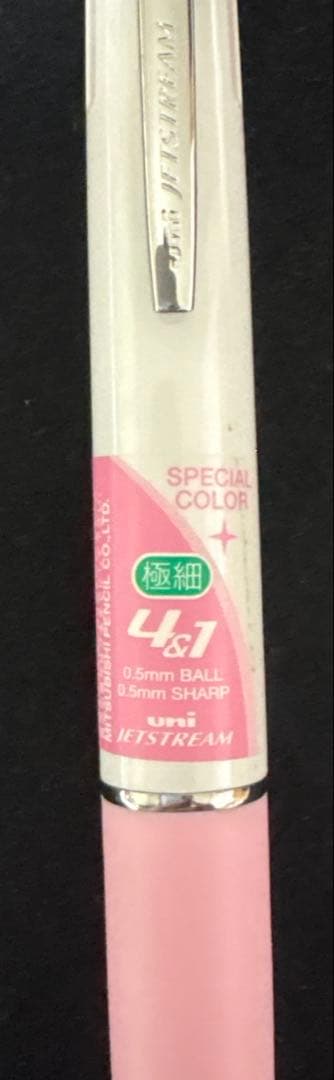 uni JETSTREAM
SPECIAL
COLOR
極細
4&1
0.5mm BALL
0.5mm SHARP
uni
JETSTREAM
MITSUBISHI PENCIL CO.,LTD.